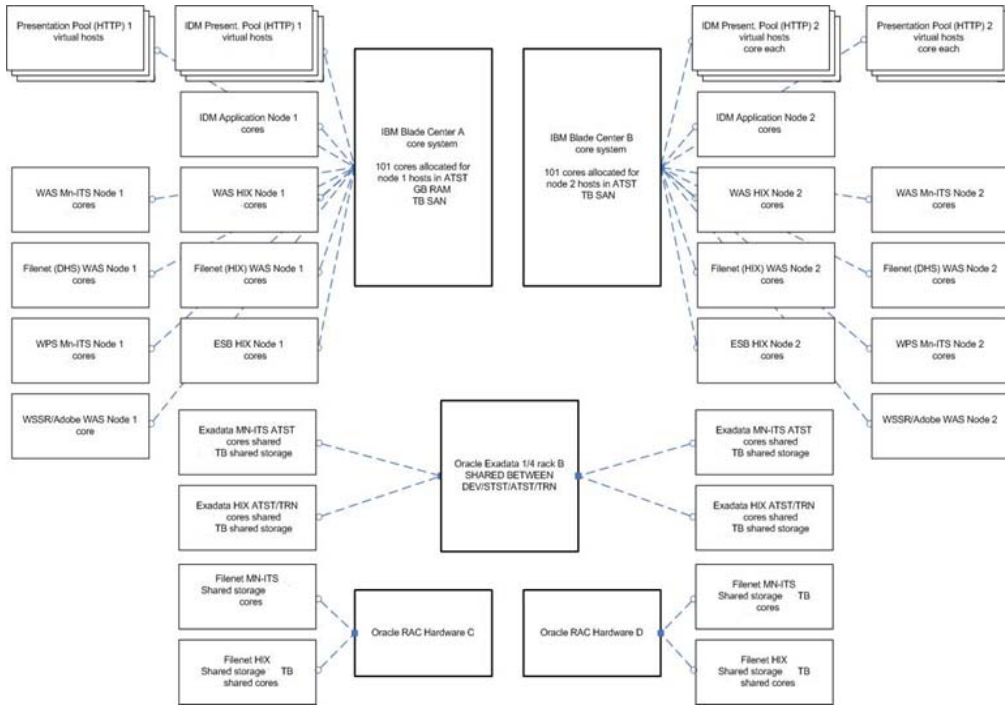 Presentation Pool (HTTP) 1
virtual hosts
IDM Present. Pool (HTTP) 1
virtual hosts
IDM Present. Pool (HTTP) 2
virtual hosts
core each
Presentation Pool (HTTP) 2
virtual hosts
core each
IDM Application Node 1
cores
IBM Blade Center A
core system
101 cores allocated for
node 1 hosts in ATST
GB RAM
TB SAN
IBM Blade Center B
core system
101 cores allocated for
node 2 hosts in ATST
TB SAN
IDM Application Node 2
cores
WAS Mn-ITS Node 1
cores
WAS HIX Node 1
cores
WAS HIX Node 2
cores
WAS Mn-ITS Node 2
cores
Filenet (DHS) WAS Node 1
cores
Filenet (HIX) WAS Node 1
cores
Filenet (HIX) WAS Node 2
cores
Filenet (DHS) WAS Node 2
cores
WPS Mn-ITS Node 1
cores
ESB HIX Node 1
cores
ESB HIX Node 2
cores
WPS Mn-ITS Node 2
cores
WSSR/Adobe WAS Node 1
core
WSSR/Adobe WAS Node 2
Exadata MN-ITS ATST
cores shared
TB shared storage
Oracle Exadata 1/4 rack B
SHARED BETWEEN
DEV/STST/ATST/TRN
Exadata MN-ITS ATST
cores shared
TB shared storage
Exadata HIX ATST/TRN
cores shared
TB shared storage
Exadata HIX ATST/TRN
cores shared
TB shared storage
Filenet MN-ITS
Shared storage
cores
Oracle RAC Hardware C
Oracle RAC Hardware D
Filenet MN-ITS
Shared storage TB
cores
Filenet HIX
Shared storage TB
shared cores
Filenet HIX
Shared storage TB
shared cores